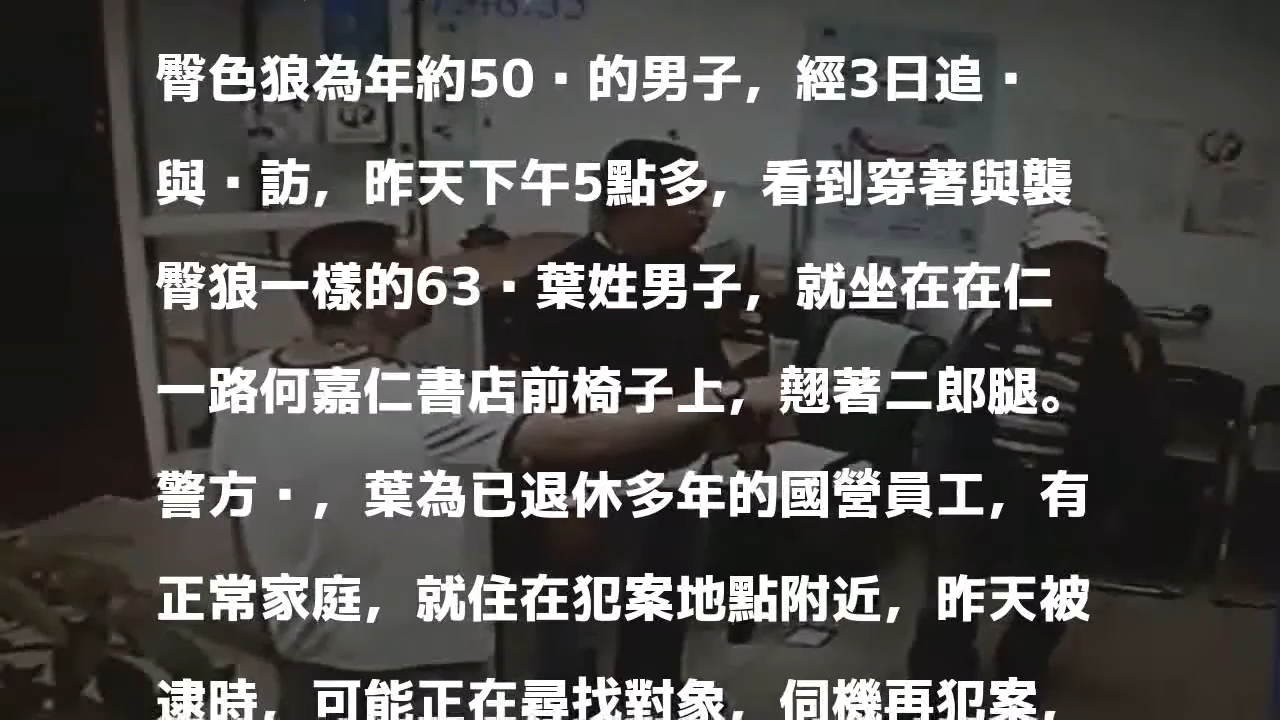 臀色狼為年約50·的男子，經3日追·
與·訪，昨天下午5點多，看到穿著與襲
臀狼一樣的63·葉姓男子，就坐在在仁
一路何嘉仁書店前椅子上，翹著二郎腿。
警方·，葉為已退休多年的國營員工，有
正常家庭，就住在犯案地點附近，昨天被
逮時，可能正在尋找對象，伺機再犯案，